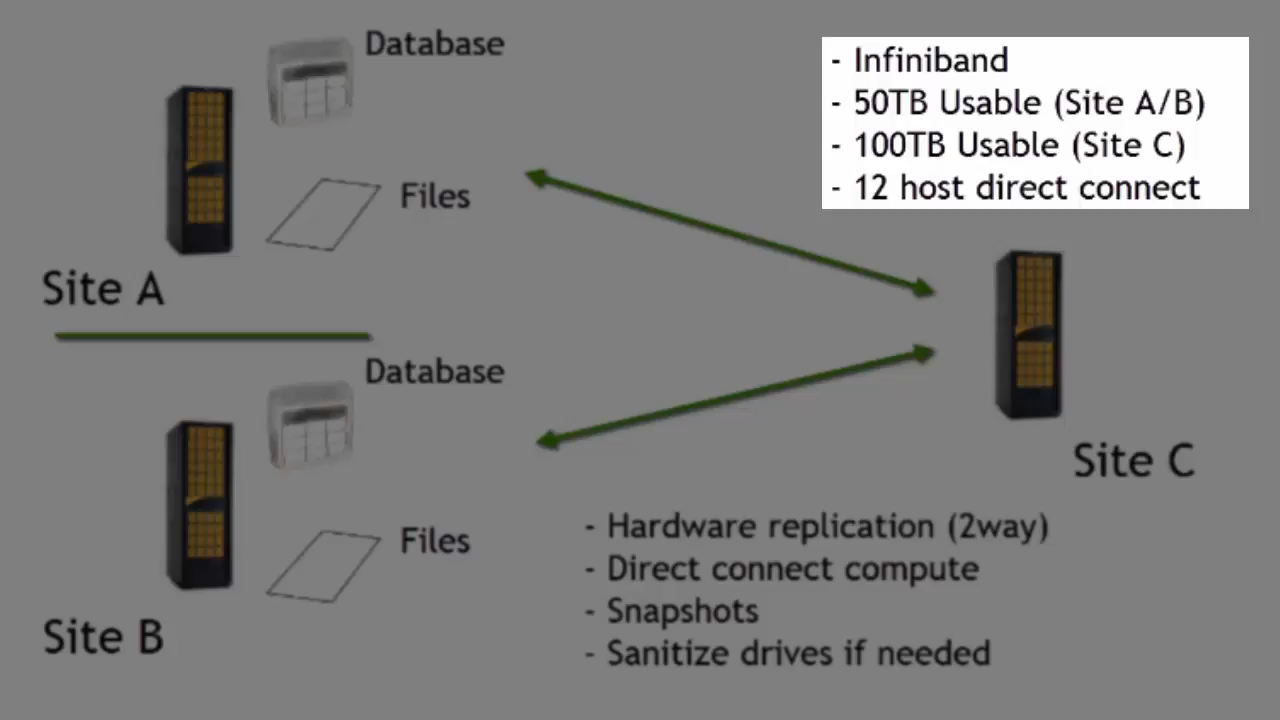 Database
Files
Site A
Database
Files
Site B
- Infiniband
- 50TB Usable (Site A/B)
- 100TB Usable (Site C)
- 12 host direct connect
Site C
- Hardware replication (2way)
- Direct connect compute
- Snapshots
- Sanitize drives if needed